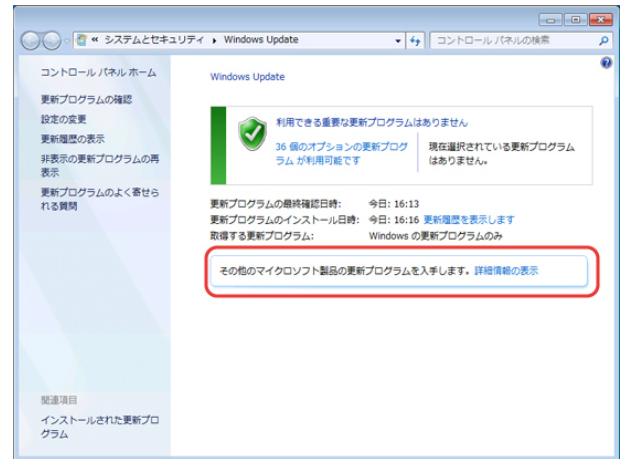 « システムとセキュリティ ▸ Windows Update
コントロール パネルの検索
コントロール パネル ホーム
更新プログラムの確認
設定の変更
更新履歴の表示
非表示の更新プログラムの再
表示
更新プログラムのよく寄せら
れる質問
関連項目
インストールされた更新プロ
グラム
Windows Update
利用できる重要な更新プログラムはありません
36 個のオプションの更新プログ
ラム が利用可能です
現在選択されている更新プログラム
はありません。
更新プログラムの最終確認日時: 今日: 16:13
更新プログラムのインストール日時: 今日: 16:16 更新履歴を表示します
取得する更新プログラム: Windows の更新プログラムのみ
その他のマイクロソフト製品の更新プログラムを入手します。詳細情報の表示